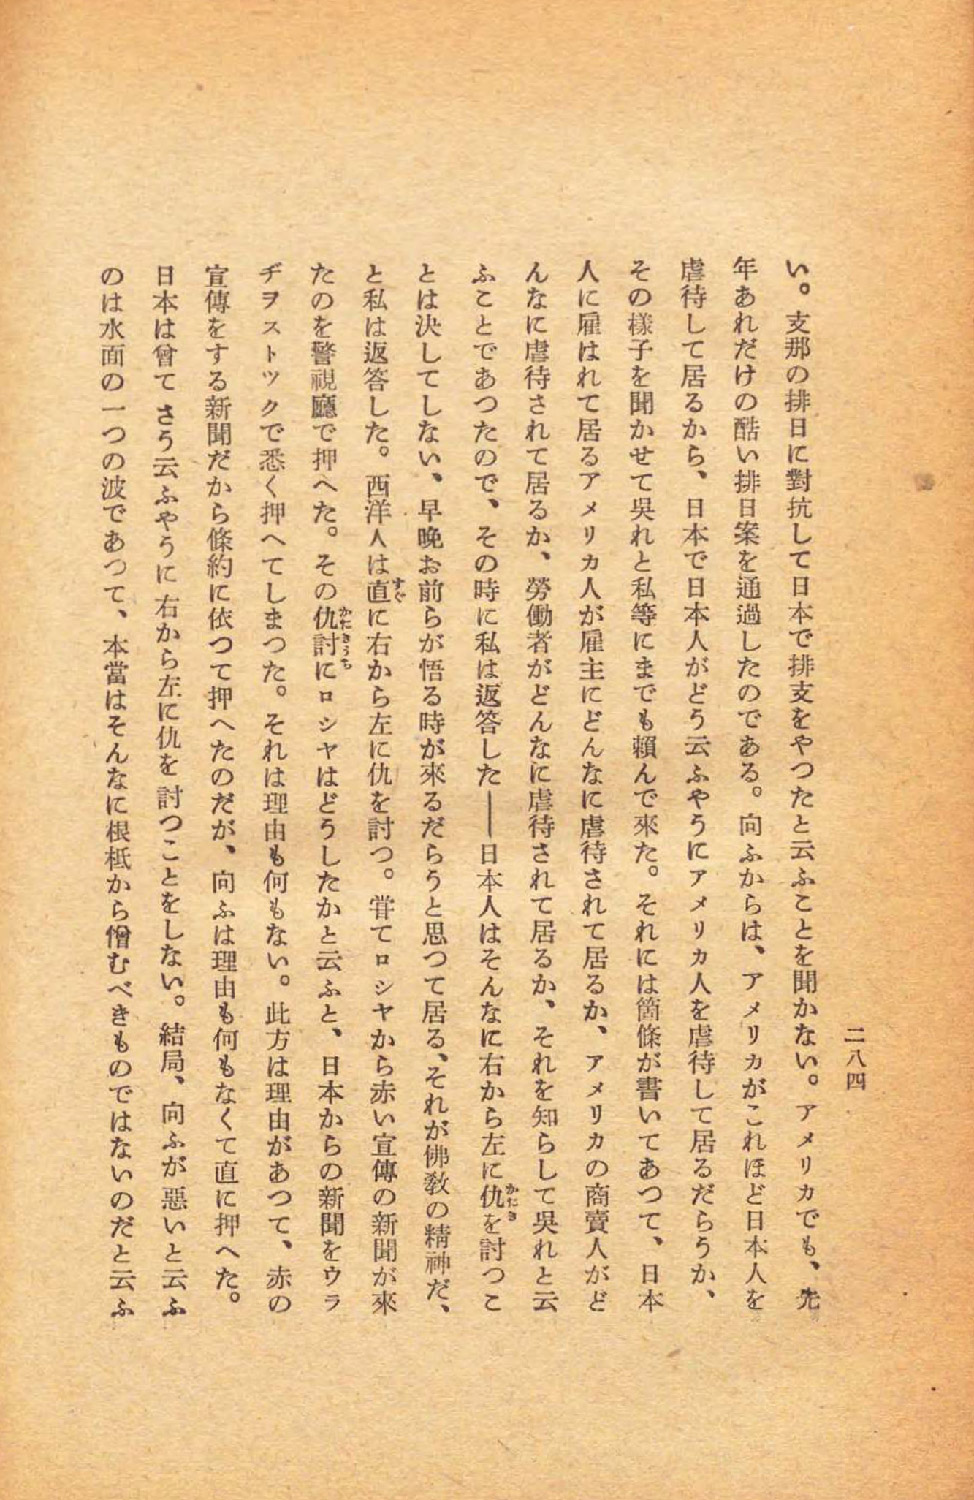 二八四
い。支那の排日に對抗して日本で排支をやつたと云ふことを聞かない。アメリカでも、先
年あれだけの酷い排日案を通過したのである。向ふからは、アメリカがこれほど日本人を
虐待して居るから、日本で日本人がどう云ふやうにアメリカ人を虐待して居るだらうか、
その樣子を聞かせて吳れと私等にまでも賴んで來た。それには箇條が書いてあつて、日本
人に雇はれて居るアメリカ人が雇主にどんなに虐待されて居るか、アメリカの商賣人がど
んなに虐待されて居るか、勞働者がどんなに虐待されて居るか、それを知らして吳れと云
ふことであつたので、その時に私は返答した――日本人はそんなに右から左に仇を討つこ
とは決してしない、早晩お前らが悟る時が來るだらうと思つて居る、それが佛敎の精神だ、
と私は返答した。西洋人は直に右から左に仇を討つ。嘗てロシヤから赤い宣傳の新聞が來
たのを警視廳で押へた。その仇討にロシヤはどうしたかと云ふと、日本からの新聞をウラ
ヂヲストックで悉く押へてしまつた。それは理由も何もない。此方は理由があつて、赤の
宣傳をする新聞だから條約に依つて押へたのだが、向ふは理由も何もなくて直に押へた。
日本は曾てさう云ふやうに右から左に仇を討つことをしない。結局、向ふが惡いと云ふ
のは水面の一つの波であつて、本當はそんなに根柢から憎むべきものではないのだと云ふ